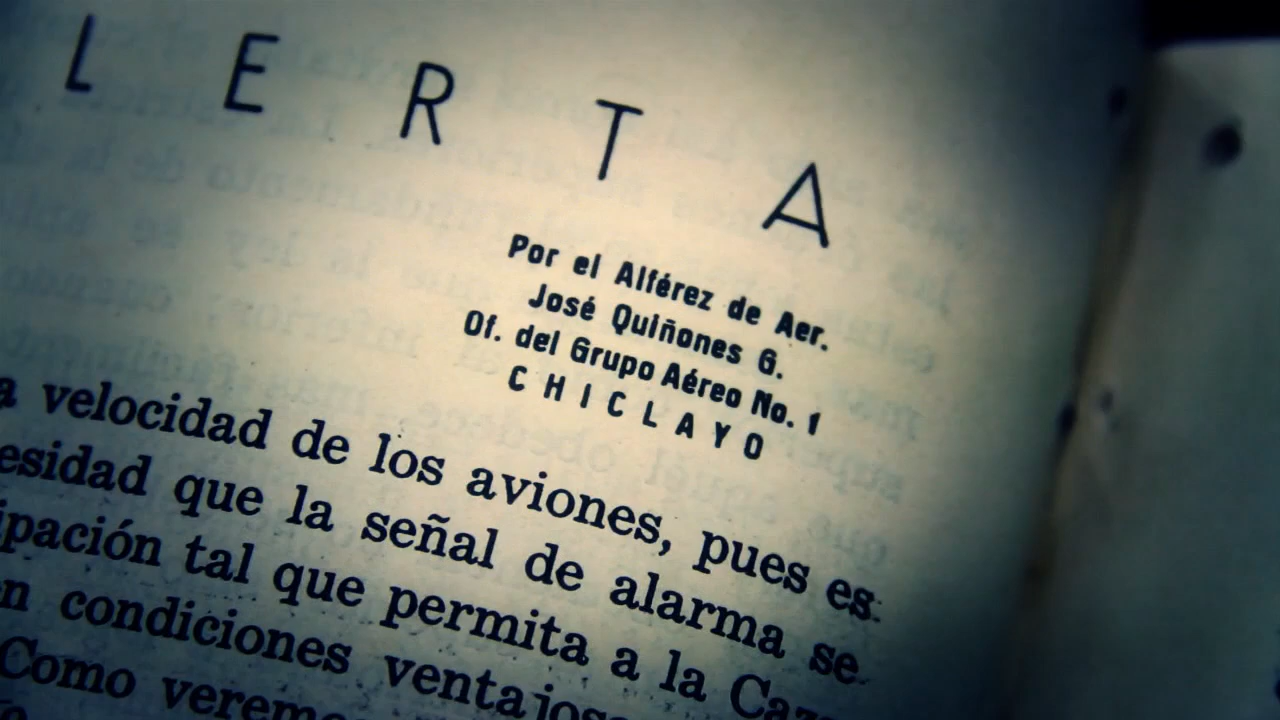 L E R T A
Por el Alférez de Aer.
José Quiñones G.
Of. del Grupo Aéreo No. 1
CHICLAYO
a velocidad de los aviones, pues es
esidad que la señal de alarma se
ipación tal que permita a la Caz
n condiciones ventajos
Como verem